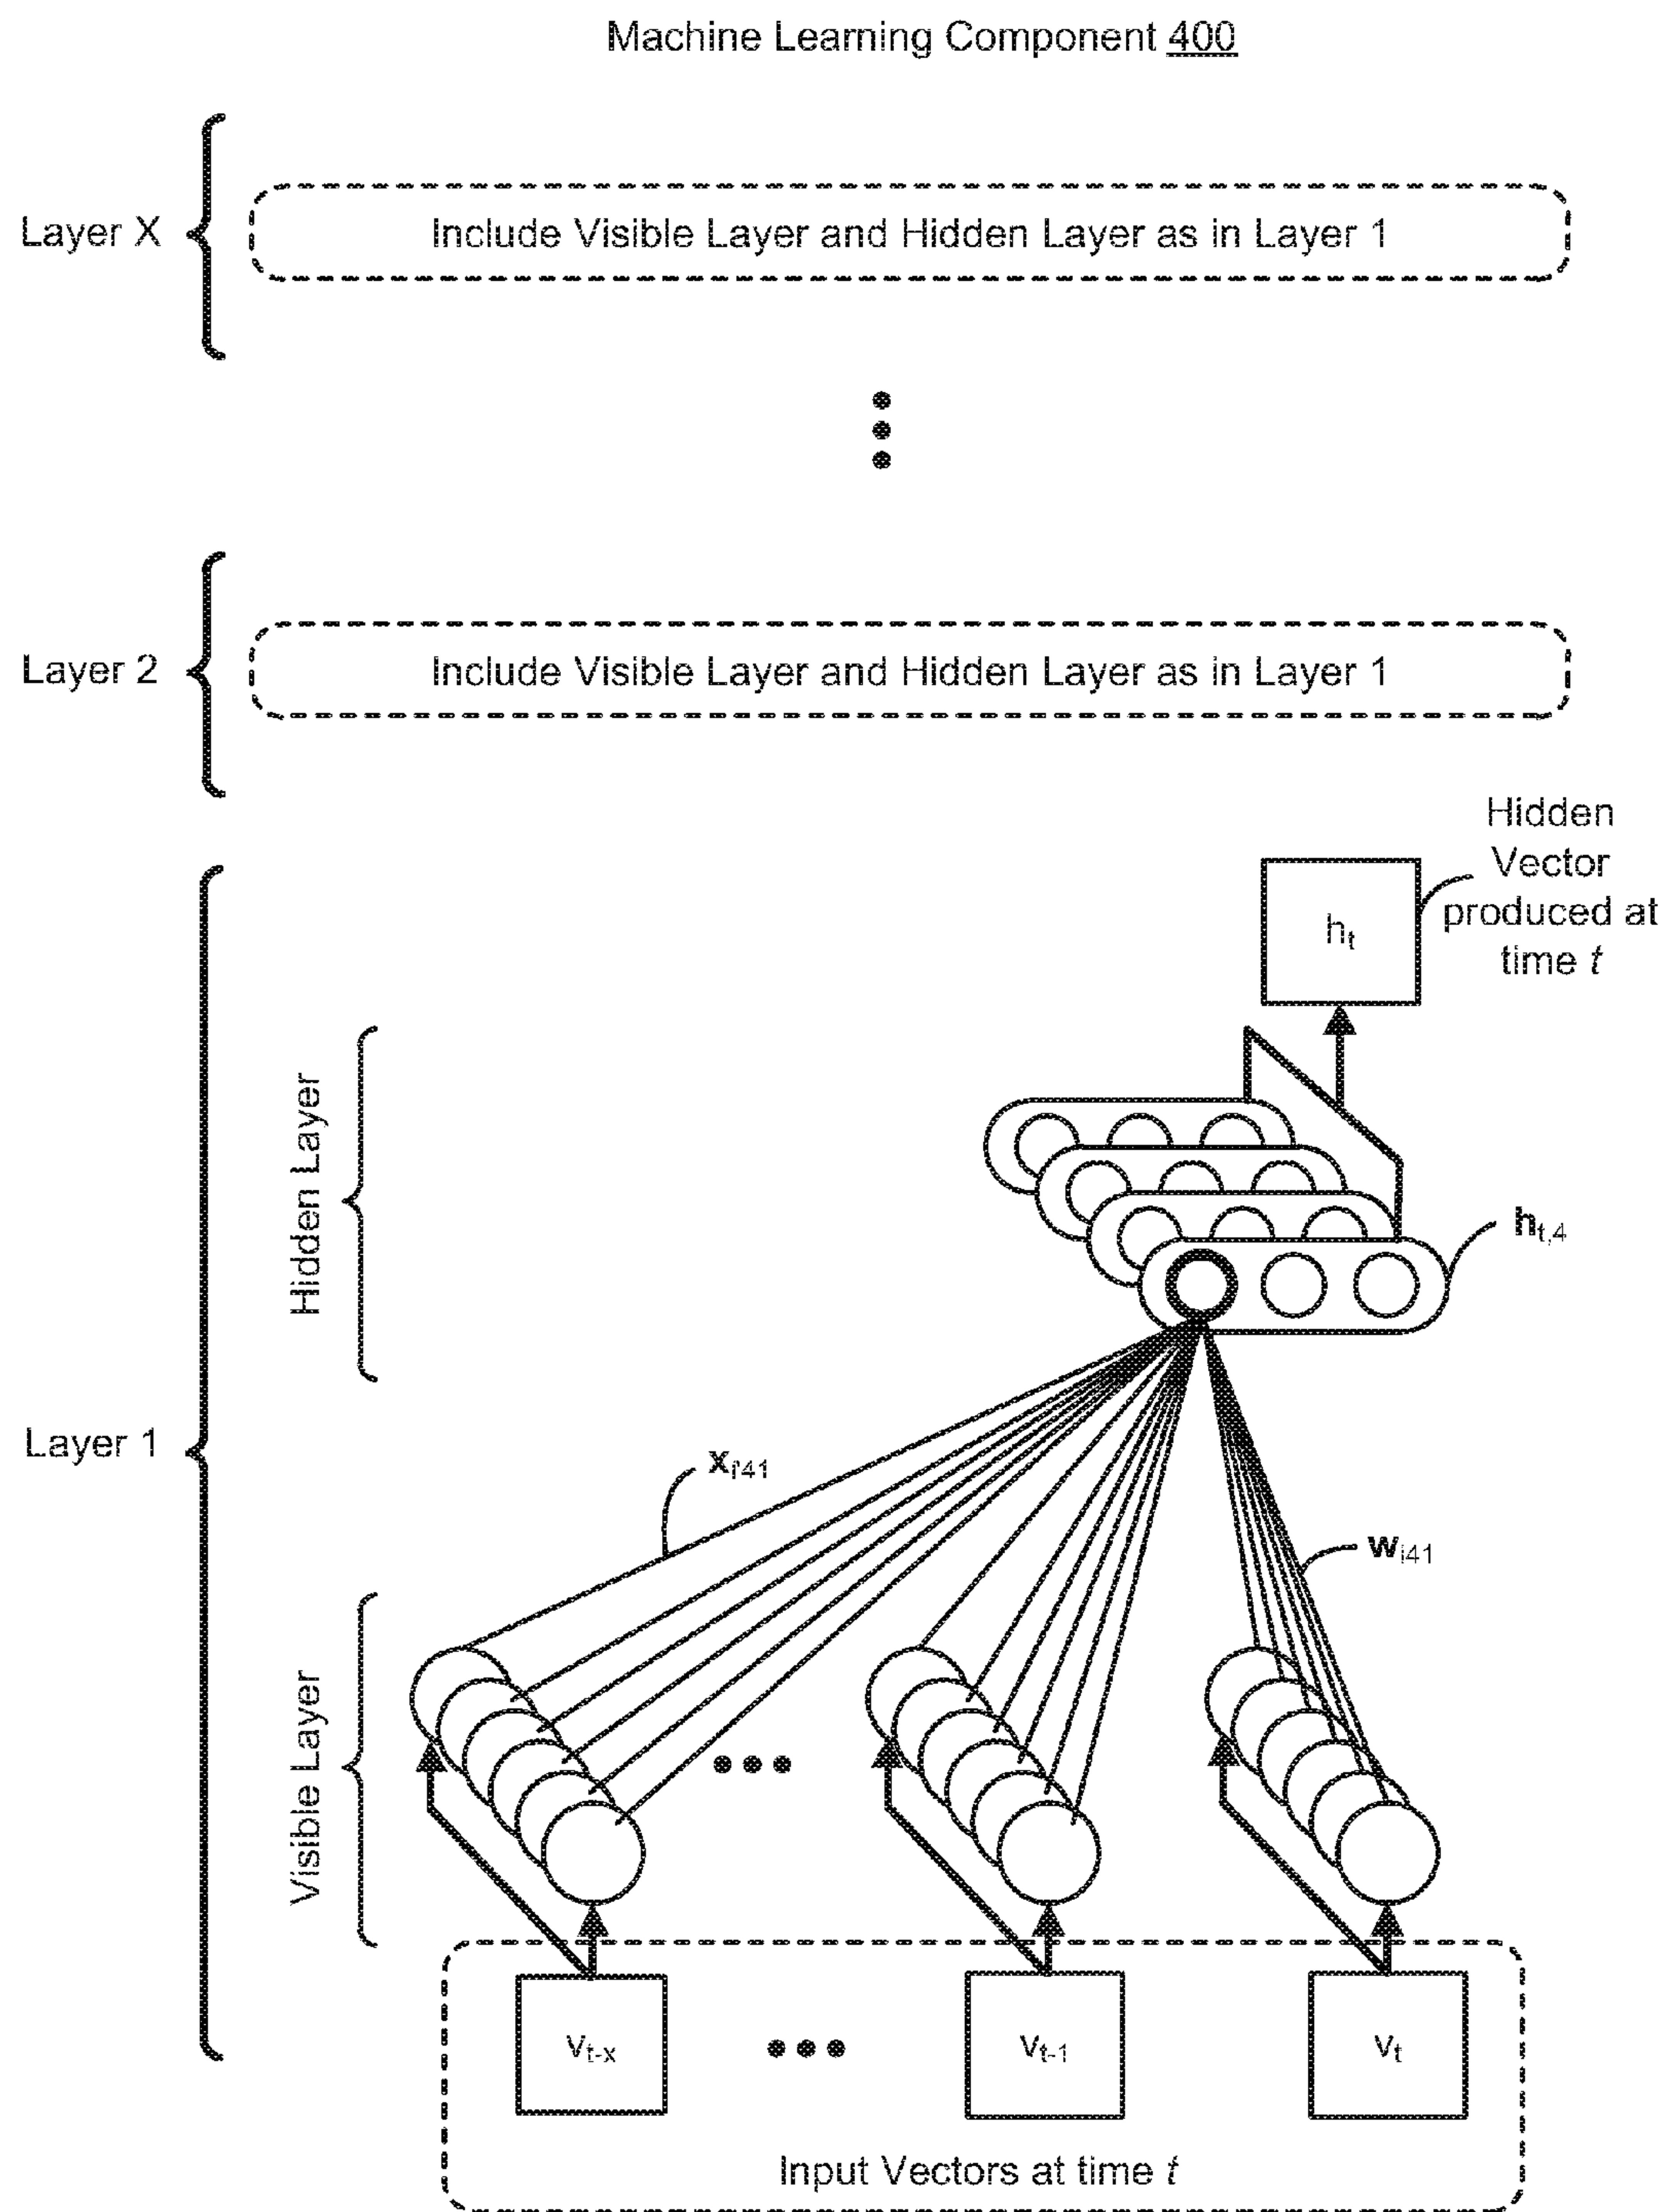 Machine Learning Component 400
Layer X
Include Visible Layer and Hidden Layer as in Layer 1
Layer 2
Include Visible Layer and Hidden Layer as in Layer 1
Hidden
Vector
produced at
time t
hₜ
Hidden Layer
hₜ,₄
Layer 1
xᵢ'₄₁
wᵢ₄₁
Visible Layer
vₜ₋ₓ
vₜ₋₁
vₜ
Input Vectors at time t